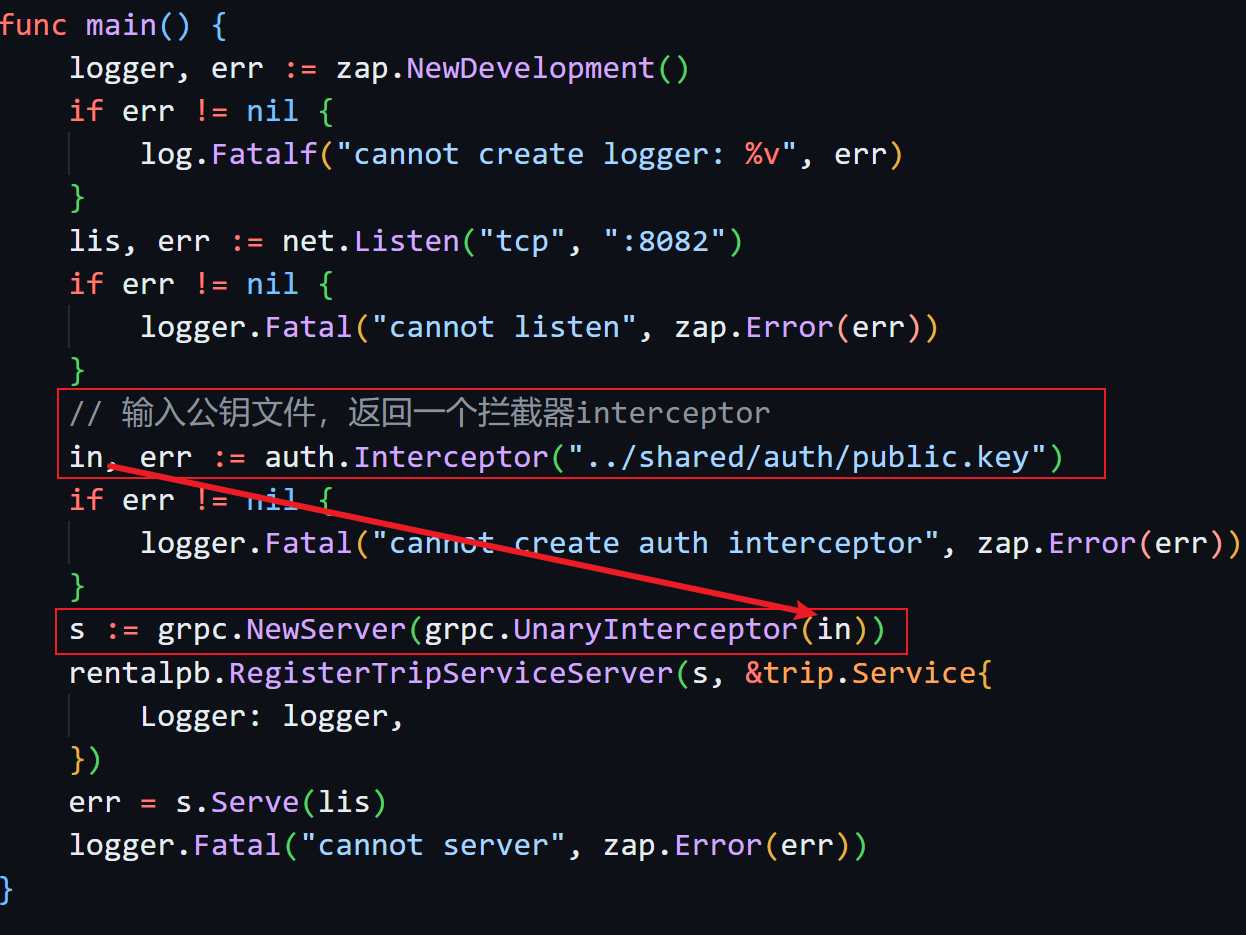 func main() {
    logger, err := zap.NewDevelopment()
    if err != nil {
        log.Fatalf("cannot create logger: %v", err)
    }
    lis, err := net.Listen("tcp", ":8082")
    if err != nil {
        logger.Fatal("cannot listen", zap.Error(err))
    }
    // 输入公钥文件，返回一个拦截器interceptor
    in, err := auth.Interceptor("../shared/auth/public.key")
    if err != nil {
        logger.Fatal("cannot create auth interceptor", zap.Error(err))
    }
    s := grpc.NewServer(grpc.UnaryInterceptor(in))
    rentalpb.RegisterTripServiceServer(s, &trip.Service{
        Logger: logger,
    })
    err = s.Serve(lis)
    logger.Fatal("cannot server", zap.Error(err))
}